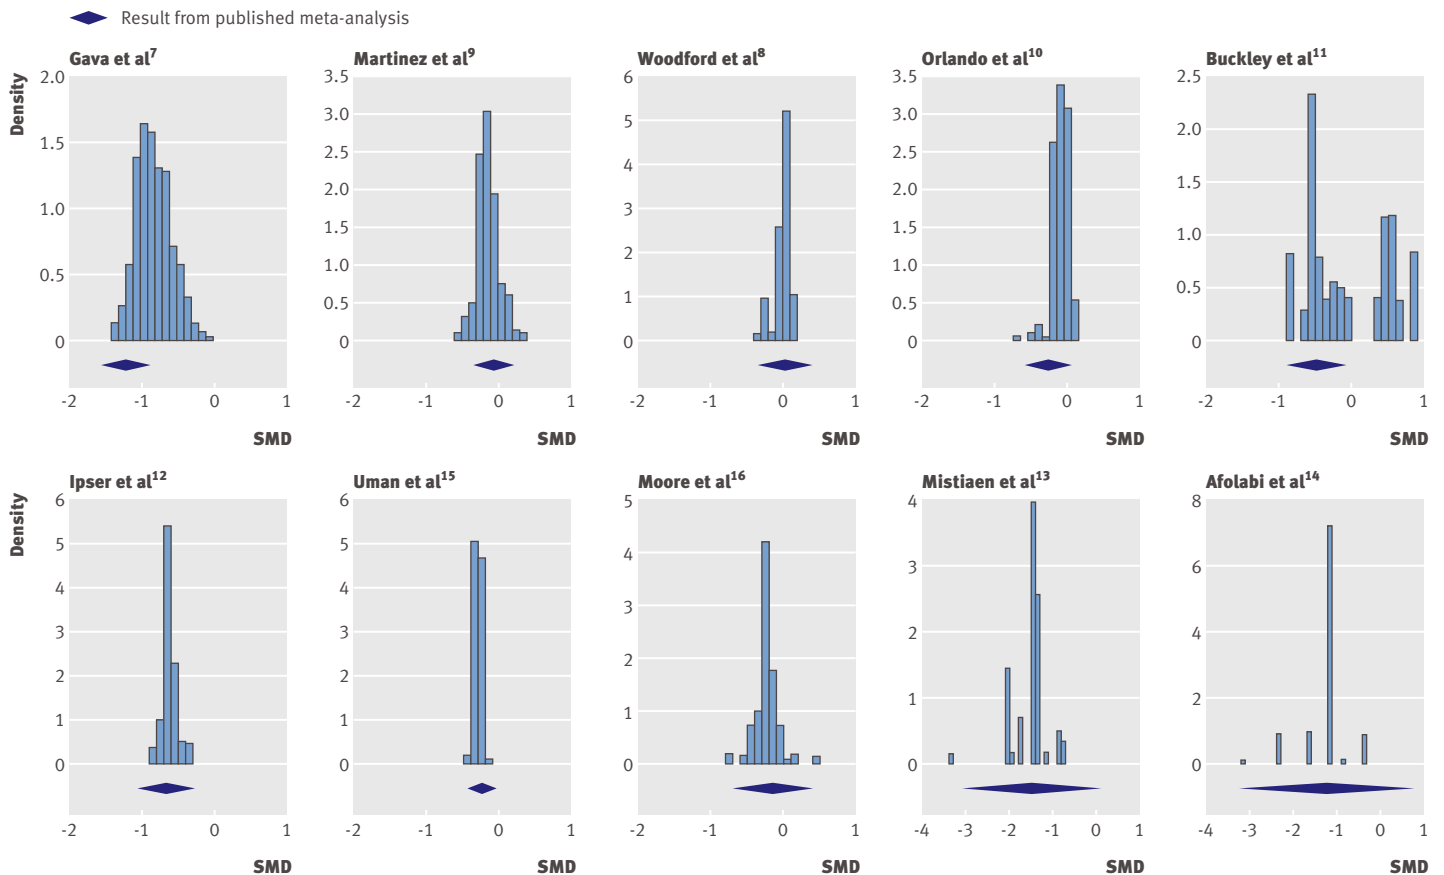 Result from published meta-analysis
Gava et al7
Martinez et al9
Woodford et al8
Orlando et al10
Buckley et al11
Density
2.0
1.5
1.0
0.5
0
-2 -1 0 1
SMD
3.5
3.0
2.5
2.0
1.5
1.0
0.5
0
-2 -1 0 1
SMD
6
5
4
3
2
1
0
-2 -1 0 1
SMD
3.5
3.0
2.5
2.0
1.5
1.0
0.5
0
-2 -1 0 1
SMD
2.5
2.0
1.5
1.0
0.5
0
-2 -1 0 1
SMD
Ipser et al12
Uman et al15
Moore et al16
Mistiaen et al13
Afolabi et al14
Density
6
5
4
3
2
1
0
-2 -1 0 1
SMD
6
5
4
3
2
1
0
-2 -1 0 1
SMD
5
4
3
2
1
0
-2 -1 0 1
SMD
4
3
2
1
0
-4 -3 -2 -1 0 1
SMD
8
6
4
2
0
-4 -3 -2 -1 0 1
SMD